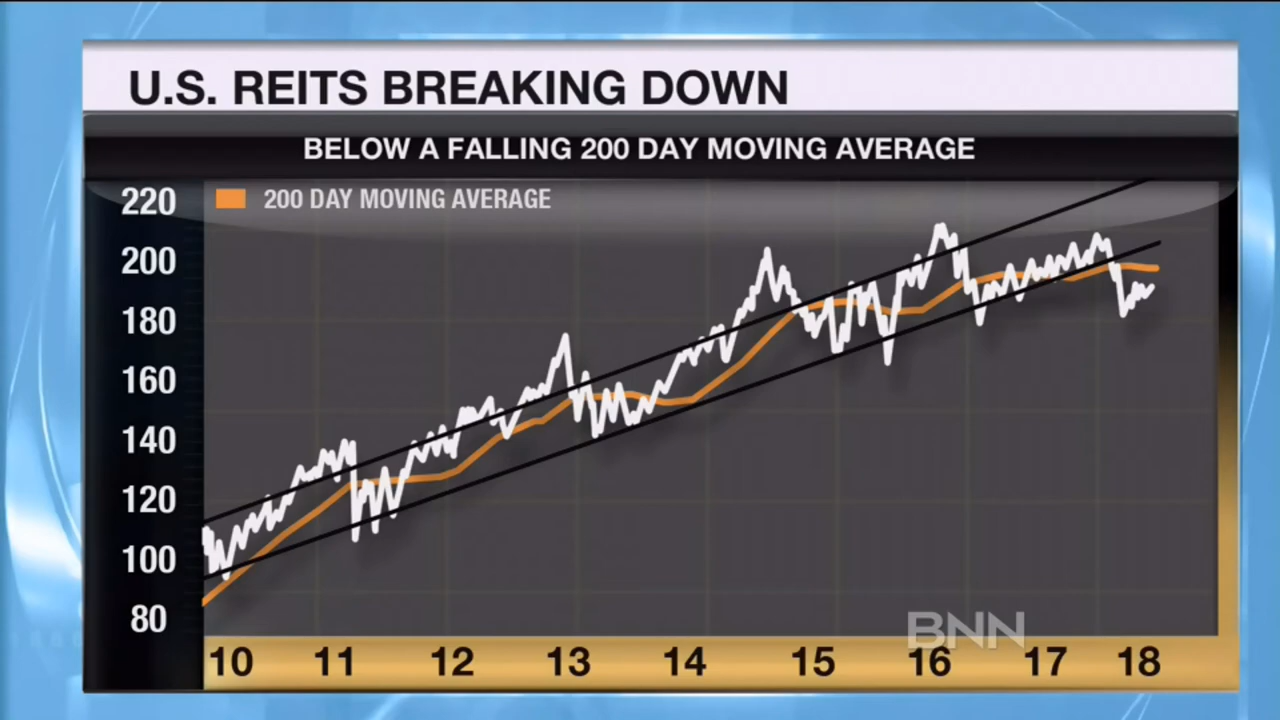 U.S. REITS BREAKING DOWN
BELOW A FALLING 200 DAY MOVING AVERAGE
200 DAY MOVING AVERAGE
220
200
180
160
140
120
100
80
BNN
10 11 12 13 14 15 16 17 18